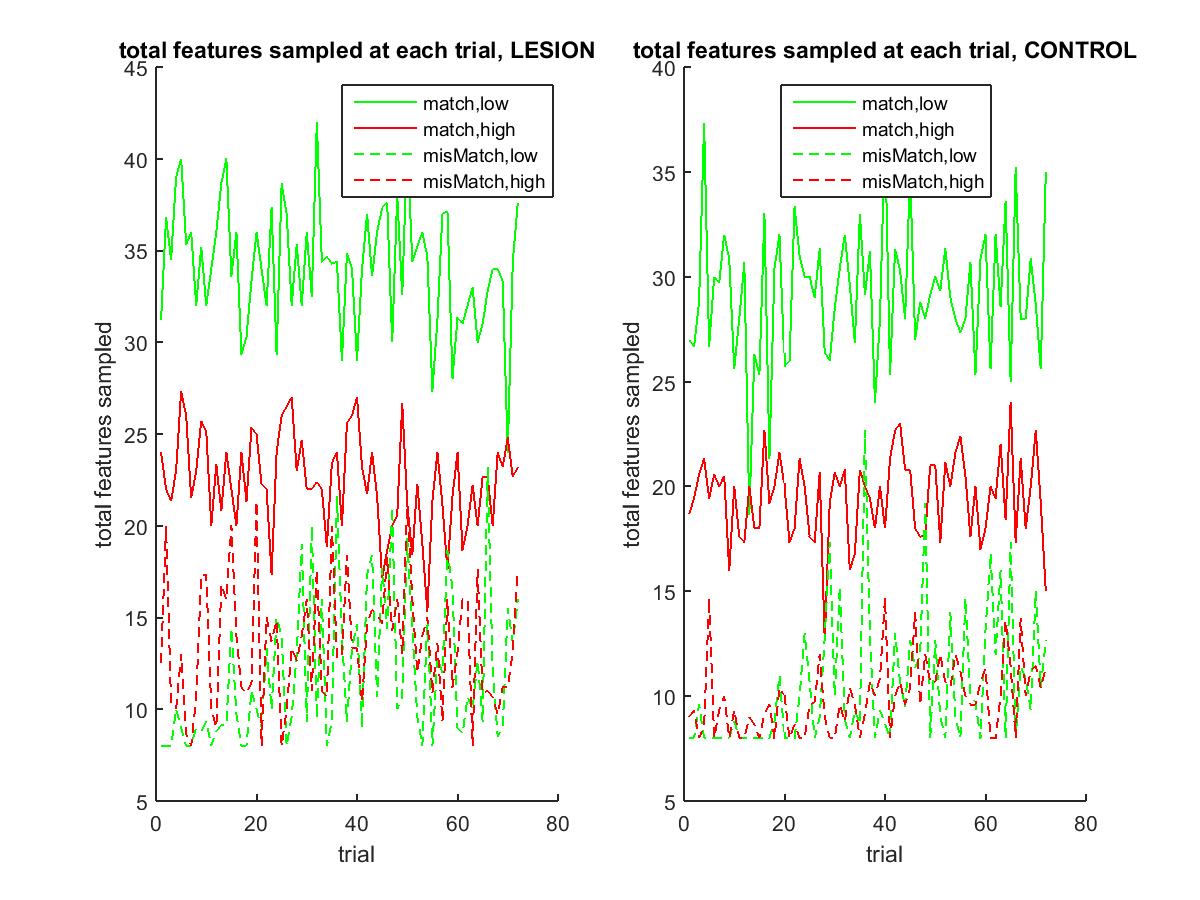 total features sampled at each trial, LESION
45
40
35
30
25
20
15
10
5
0
20
40
60
80
trial
total features sampled
match,low
match,high
misMatch,low
misMatch,high
total features sampled at each trial, CONTROL
40
35
30
25
20
15
10
5
0
20
40
60
80
trial
total features sampled
match,low
match,high
misMatch,low
misMatch,high